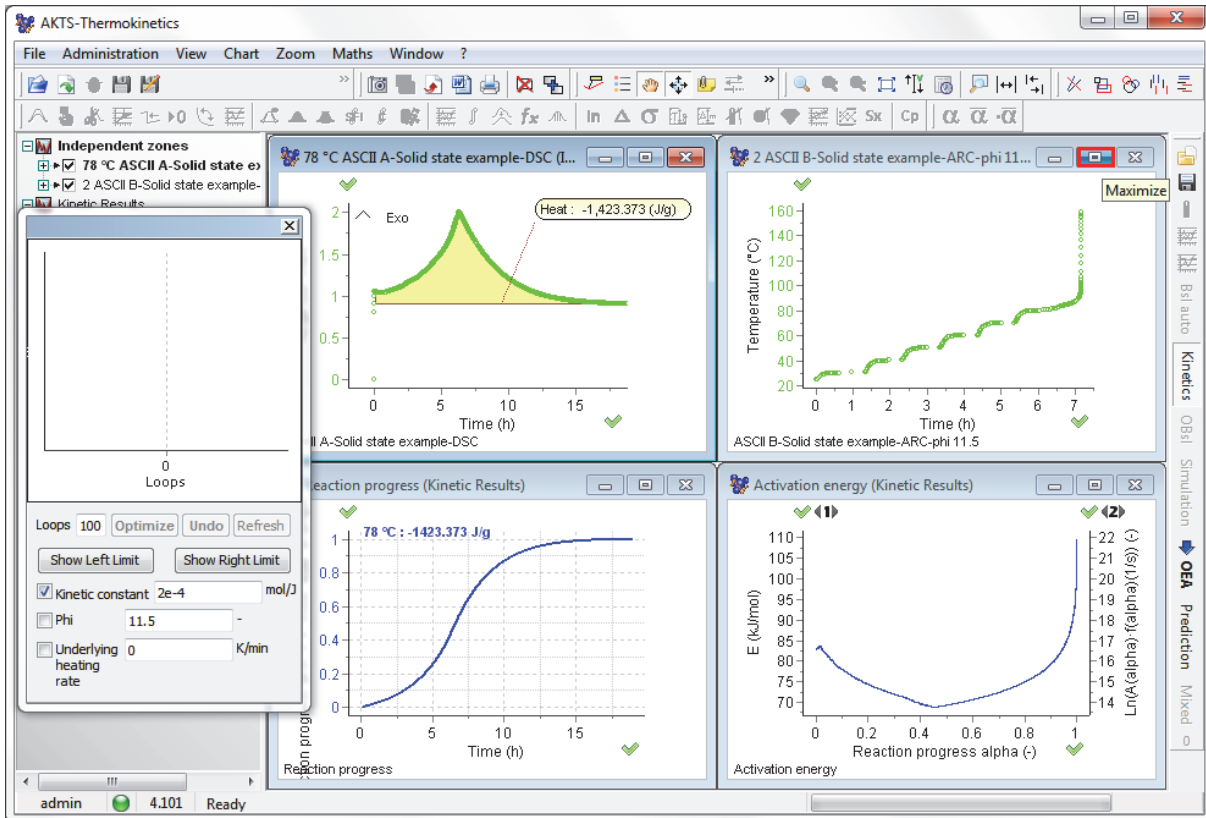 AKTS-Thermokinetics
File Administration View Chart Zoom Maths Window ?
» »
ln Δ σ Sx Cp α α -α
fx
Independent zones
78 °C ASCII A-Solid state e
2 ASCII B-Solid state example-
Kinetic Results
0
Loops
Loops 100 Optimize Undo Refresh
Show Left Limit Show Right Limit
Kinetic constant 2e-4 mol/J
Phi 11.5 -
Underlying 0 K/min
heating
rate
78 °C ASCII A-Solid state example-DSC (I...
Exo
Heat : -1,423.373 (J/g)
2
1.5
1
0.5
0
0 5 10 15
Time (h)
II A-Solid state example-DSC
2 ASCII B-Solid state example-ARC-phi 11...
Maximize
Temperature (°C)
160
140
120
100
80
60
40
20
0 1 2 3 4 5 6 7
Time (h)
ASCII B-Solid state example-ARC-phi 11.5
eaction progress (Kinetic Results)
78 °C : -1423.373 J/g
1
0.8
0.6
0.4
0.2
0
0 5 10 15
Time (h)
Reaction progress
Activation energy (Kinetic Results)
(1) (2)
E (kJ/mol)
110
105
100
95
90
85
80
75
70
22
21
20
19
18
17
16
15
14
Ln(A(alpha)·f(alpha)(1/s)) (-)
0 0.2 0.4 0.6 0.8 1
Reaction progress alpha (-)
Activation energy
Bsl auto
Kinetics
OBsl
Simulation
OEA
Prediction
Mixed
0
admin 4.101 Ready